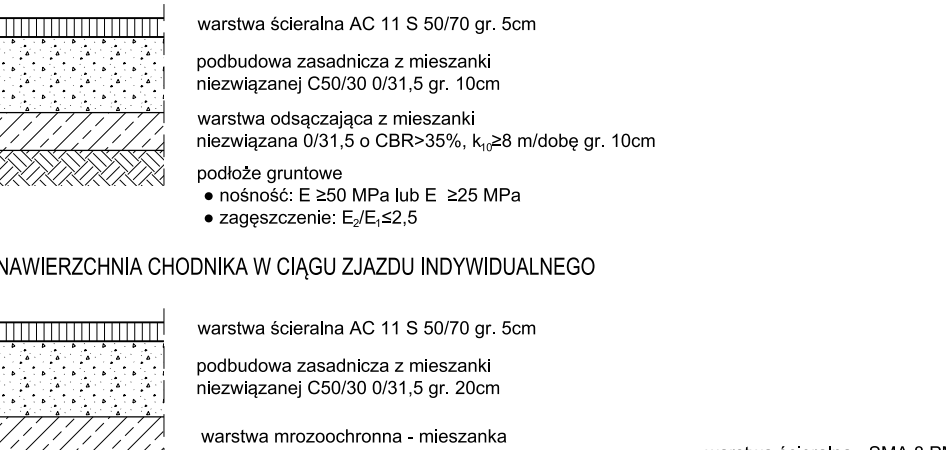 warstwa ścieralna AC 11 S 50/70 gr. 5cm
podbudowa zasadnicza z mieszanki
niezwiązanej C50/30 0/31,5 gr. 10cm
warstwa odsączająca z mieszanki
niezwiązana 0/31,5 o CBR>35%, k₁₀≥8 m/dobę gr. 10cm
podłoże gruntowe
● nośność: E ≥50 MPa lub E ≥25 MPa
● zagęszczenie: E₂/E₁≤2,5
NAWIERZCHNIA CHODNIKA W CIĄGU ZJAZDU INDYWIDUALNEGO
warstwa ścieralna AC 11 S 50/70 gr. 5cm
podbudowa zasadnicza z mieszanki
niezwiązanej C50/30 0/31,5 gr. 20cm
warstwa mrozoochronna - mieszanka